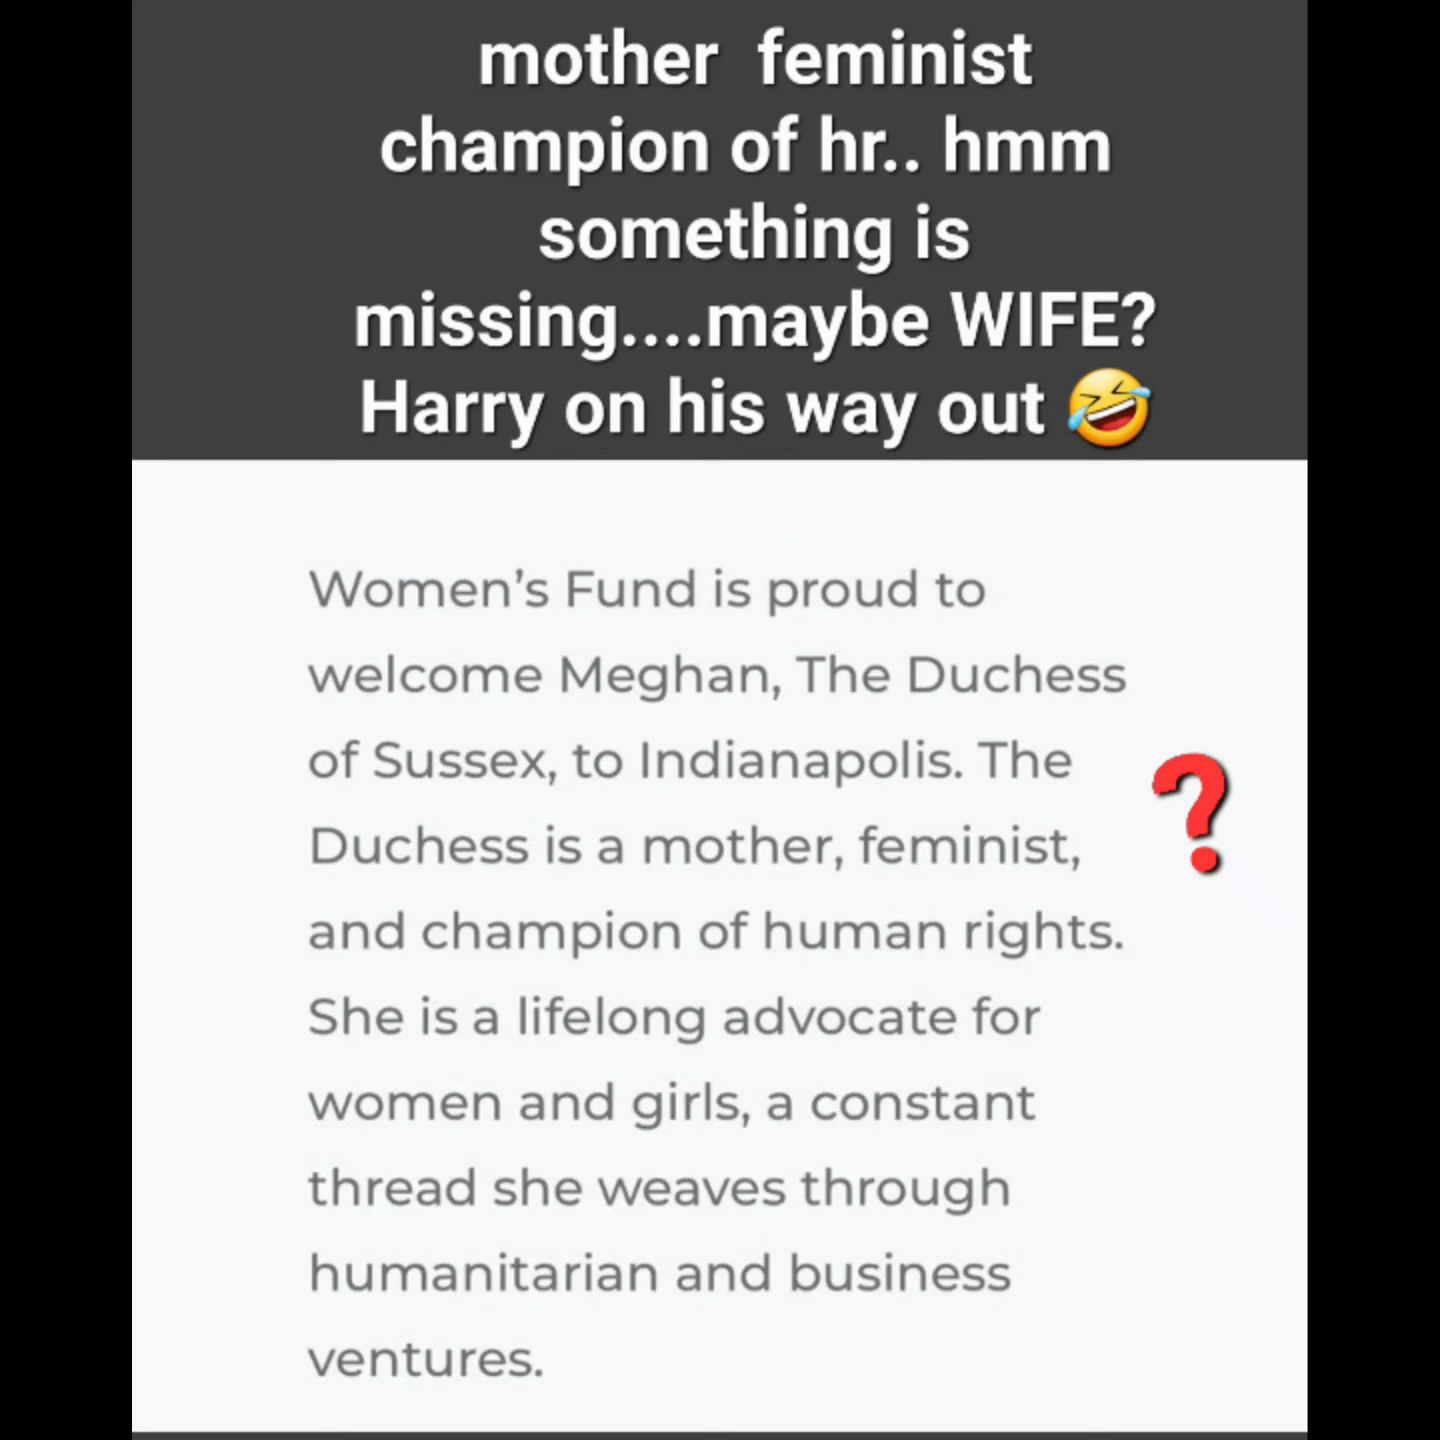 mother feminist
champion of hr.. hmm
something is
missing....maybe WIFE?
Harry on his way out 🤣
Women’s Fund is proud to
welcome Meghan, The Duchess
of Sussex, to Indianapolis. The
Duchess is a mother, feminist,
and champion of human rights.
She is a lifelong advocate for
women and girls, a constant
thread she weaves through
humanitarian and business
ventures.
❓